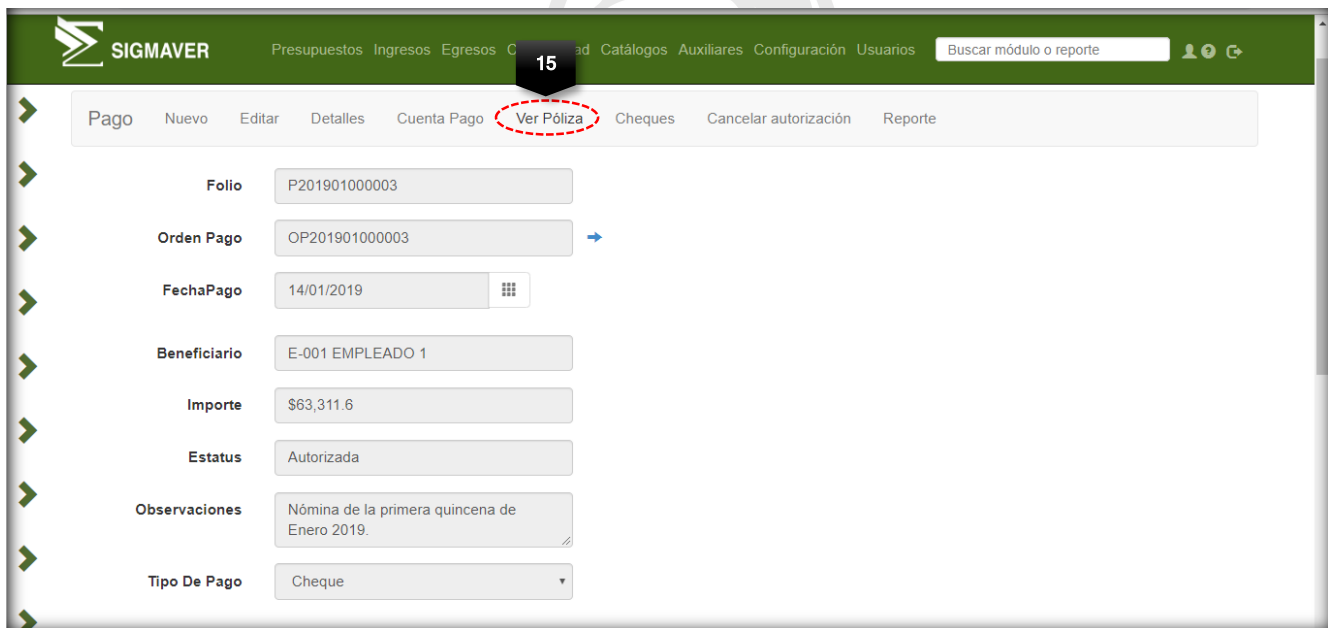 SIGMAVER Presupuestos Ingresos Egresos C ad Catálogos Auxiliares Configuración Usuarios Buscar módulo o reporte
15
Pago Nuevo Editar Detalles Cuenta Pago Ver Póliza Cheques Cancelar autorización Reporte
Folio P201901000003
Orden Pago OP201901000003
FechaPago 14/01/2019
Beneficiario E-001 EMPLEADO 1
Importe $63,311.6
Estatus Autorizada
Observaciones Nómina de la primera quincena de
Enero 2019.
Tipo De Pago Cheque